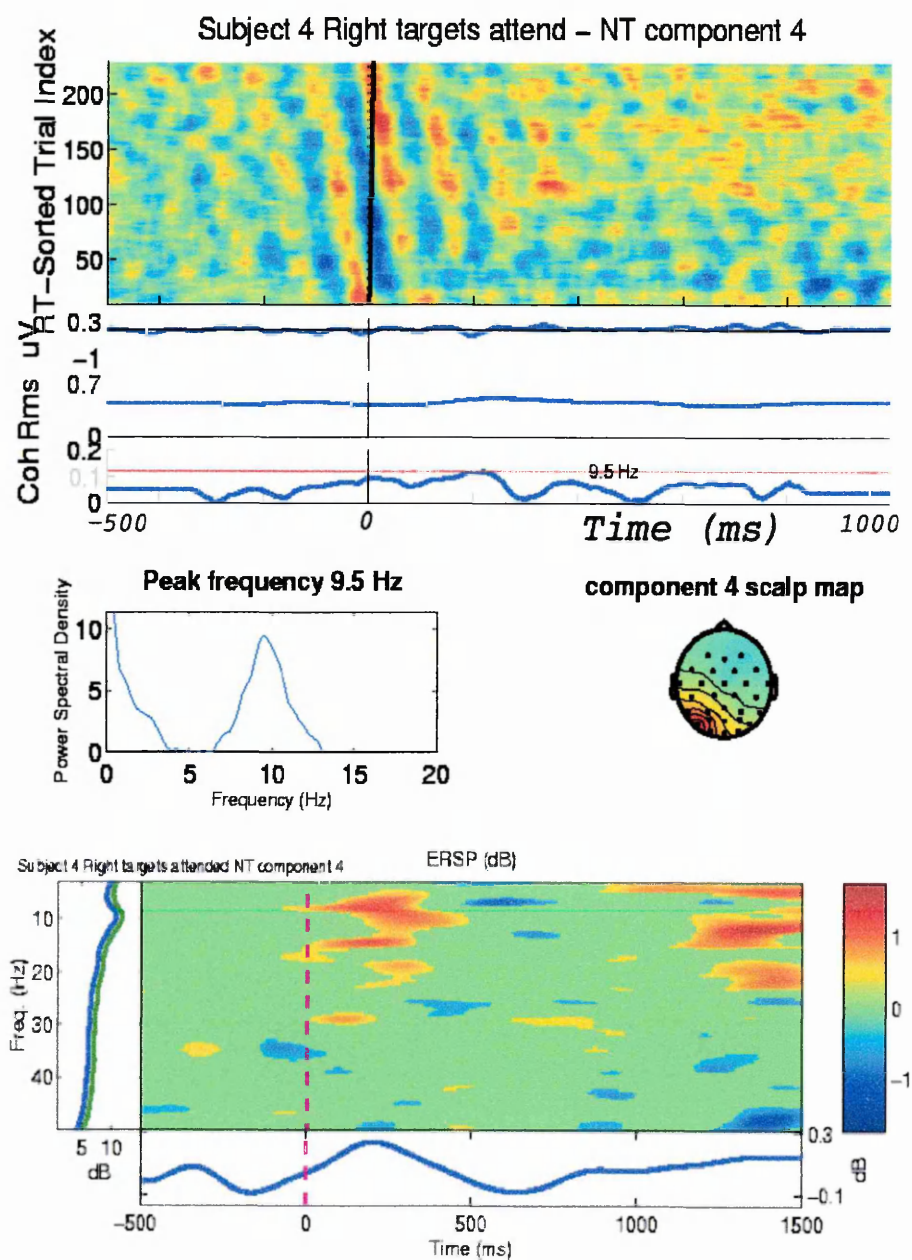 Subject 4 Right targets attend – NT component 4
RT-Sorted Trial Index
200
150
100
50
uV
0.3
-1
Rms
0.7
0
Coh
0.2
0.1
0
9.5 Hz
-500 0 Time (ms) 1000
Peak frequency 9.5 Hz
component 4 scalp map
Power Spectral Density
10
5
0
0 5 10 15 20
Frequency (Hz)
Subject 4 Right targets attended NT component 4
ERSP (dB)
Freq. (Hz)
10
20
30
40
1
0
-1
dB
5 10
dB
0.3
-0.1
-500 0 500 1000 1500
Time (ms)